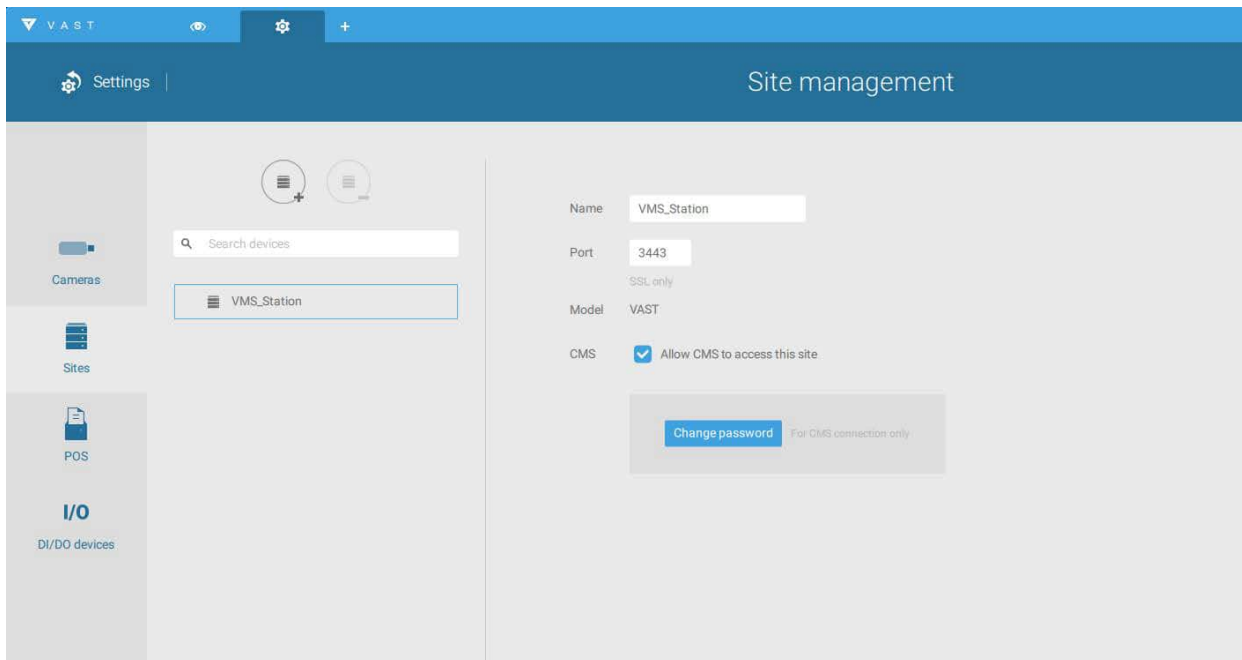 VAST
Settings
Site management
Cameras
Sites
POS
I/O
DI/DO devices
Search devices
VMS_Station
Name VMS_Station
Port 3443
SSL only
Model VAST
CMS Allow CMS to access this site
Change password For CMS connection only